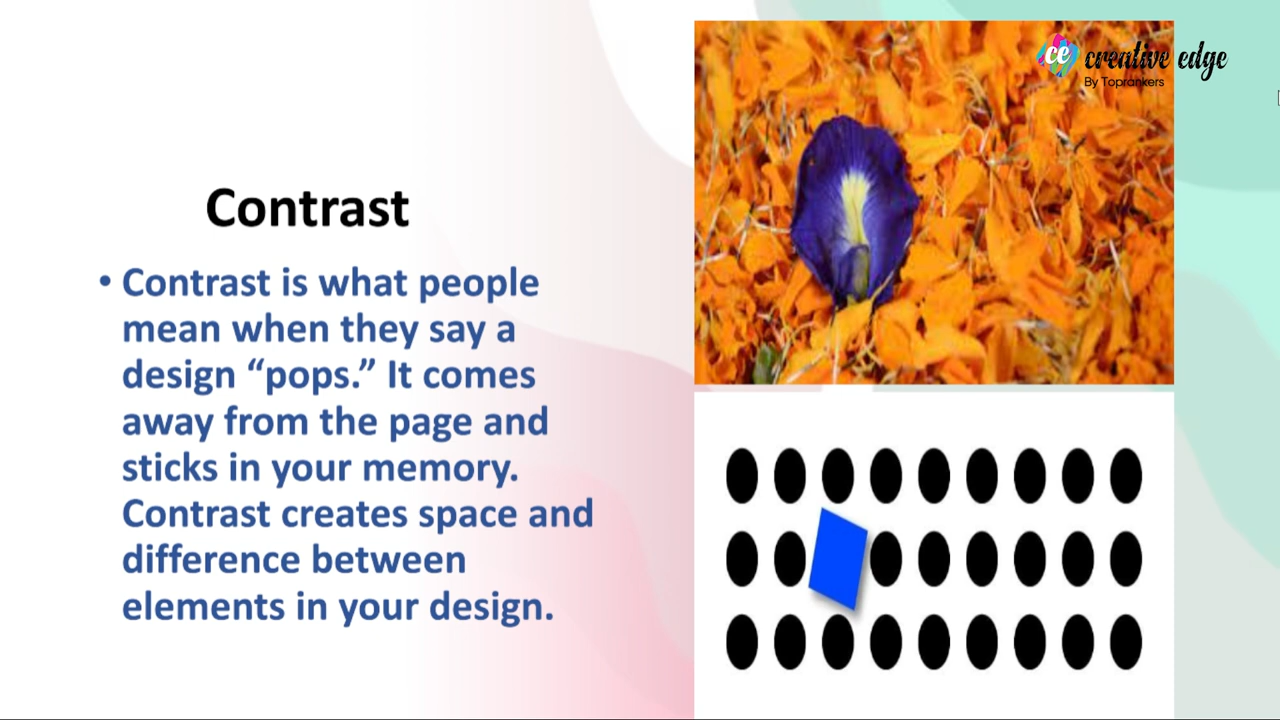 ce creative edge
By Toprankers
Contrast
• Contrast is what people
mean when they say a
design “pops.” It comes
away from the page and
sticks in your memory.
Contrast creates space and
difference between
elements in your design.